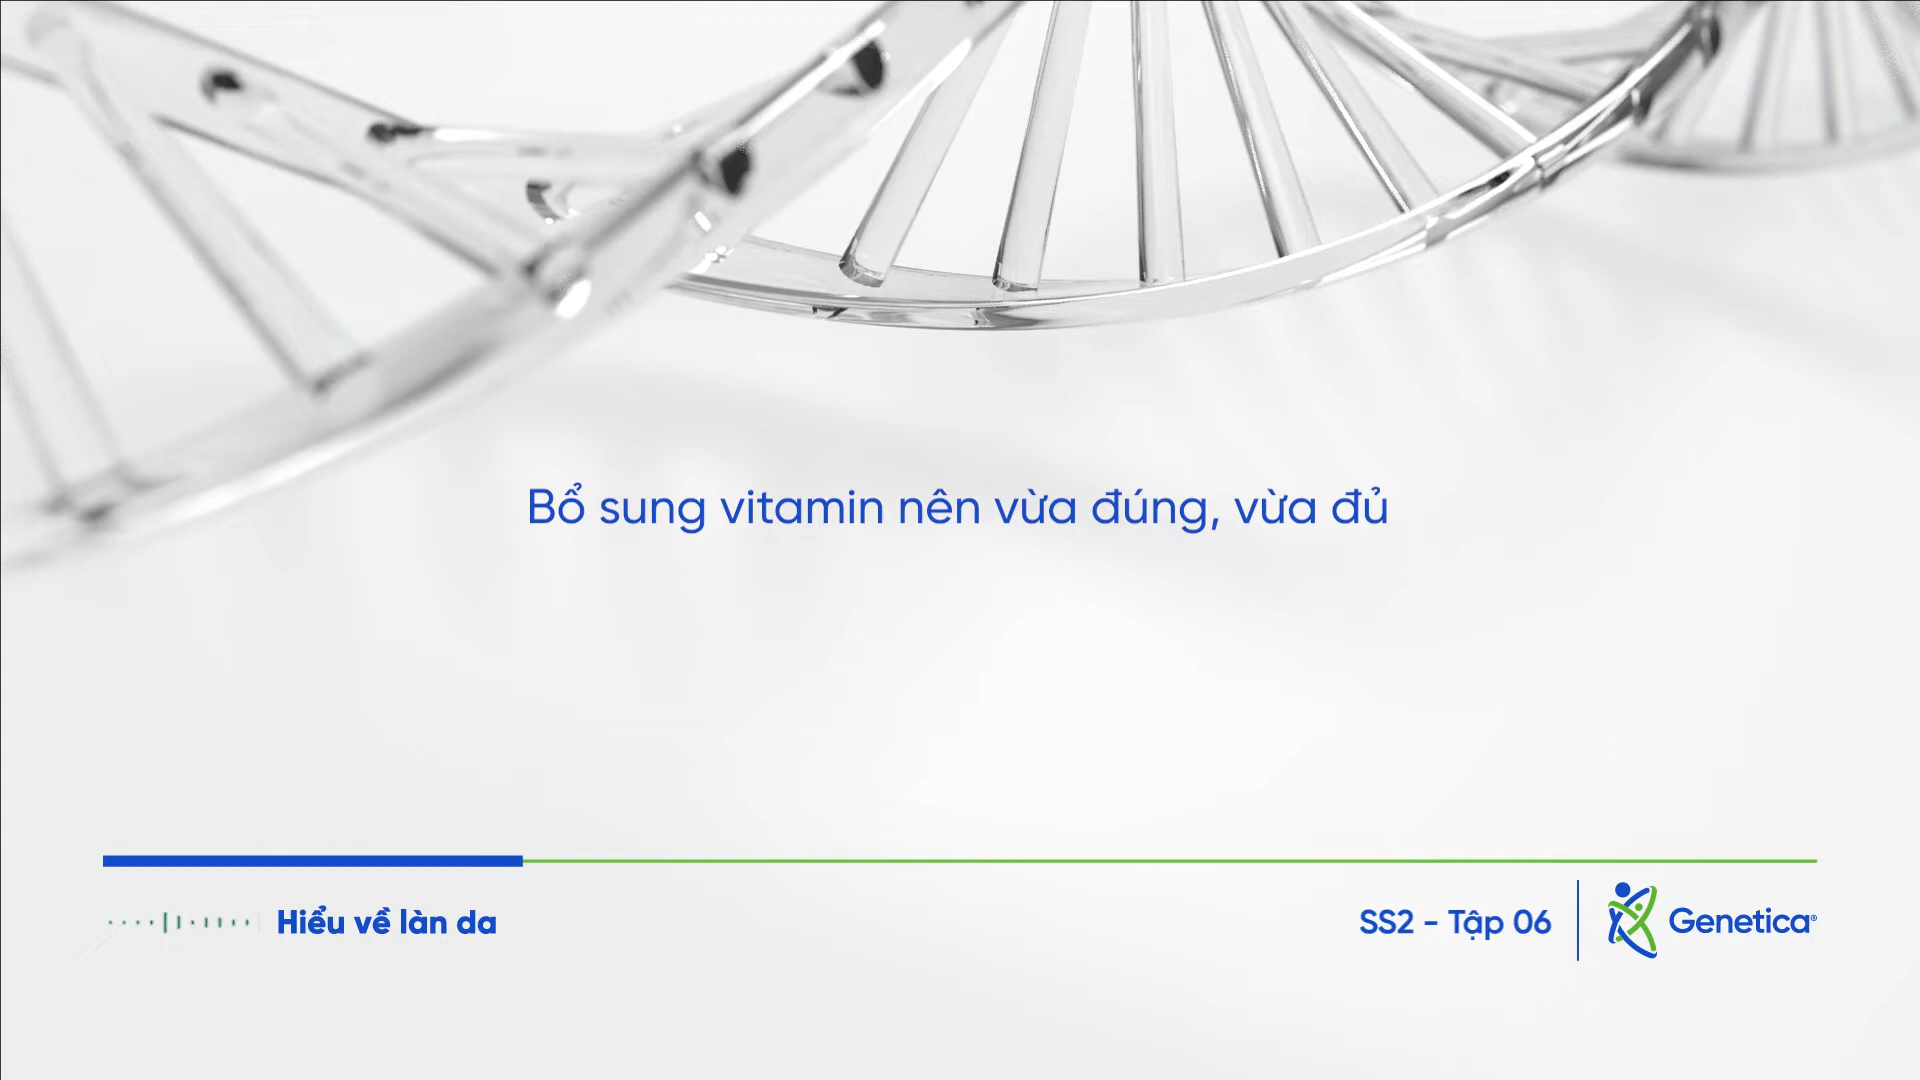 Bổ sung vitamin nên vừa đúng, vừa đủ
Hiểu về làn da
SS2 - Tập 06
Genetica®